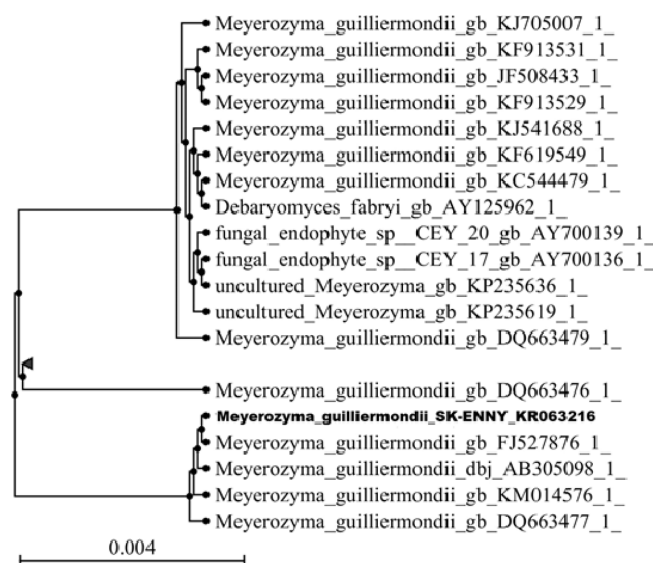 Meyerozyma_guilliermondii_gb_KJ705007_1_
Meyerozyma_guilliermondii_gb_KF913531_1_
Meyerozyma_guilliermondii_gb_JF508433_1_
Meyerozyma_guilliermondii_gb_KF913529_1_
Meyerozyma_guilliermondii_gb_KJ541688_1_
Meyerozyma_guilliermondii_gb_KF619549_1_
Meyerozyma_guilliermondii_gb_KC544479_1_
Debaryomyces_fabryi_gb_AY125962_1_
fungal_endophyte_sp__CEY_20_gb_AY700139_1_
fungal_endophyte_sp__CEY_17_gb_AY700136_1_
uncultured_Meyerozyma_gb_KP235636_1_
uncultured_Meyerozyma_gb_KP235619_1_
Meyerozyma_guilliermondii_gb_DQ663479_1_
Meyerozyma_guilliermondii_gb_DQ663476_1_
Meyerozyma_guilliermondii_SK-ENNY_KR063216
Meyerozyma_guilliermondii_gb_FJ527876_1_
Meyerozyma_guilliermondii_dbj_AB305098_1_
Meyerozyma_guilliermondii_gb_KM014576_1_
Meyerozyma_guilliermondii_gb_DQ663477_1_
0.004